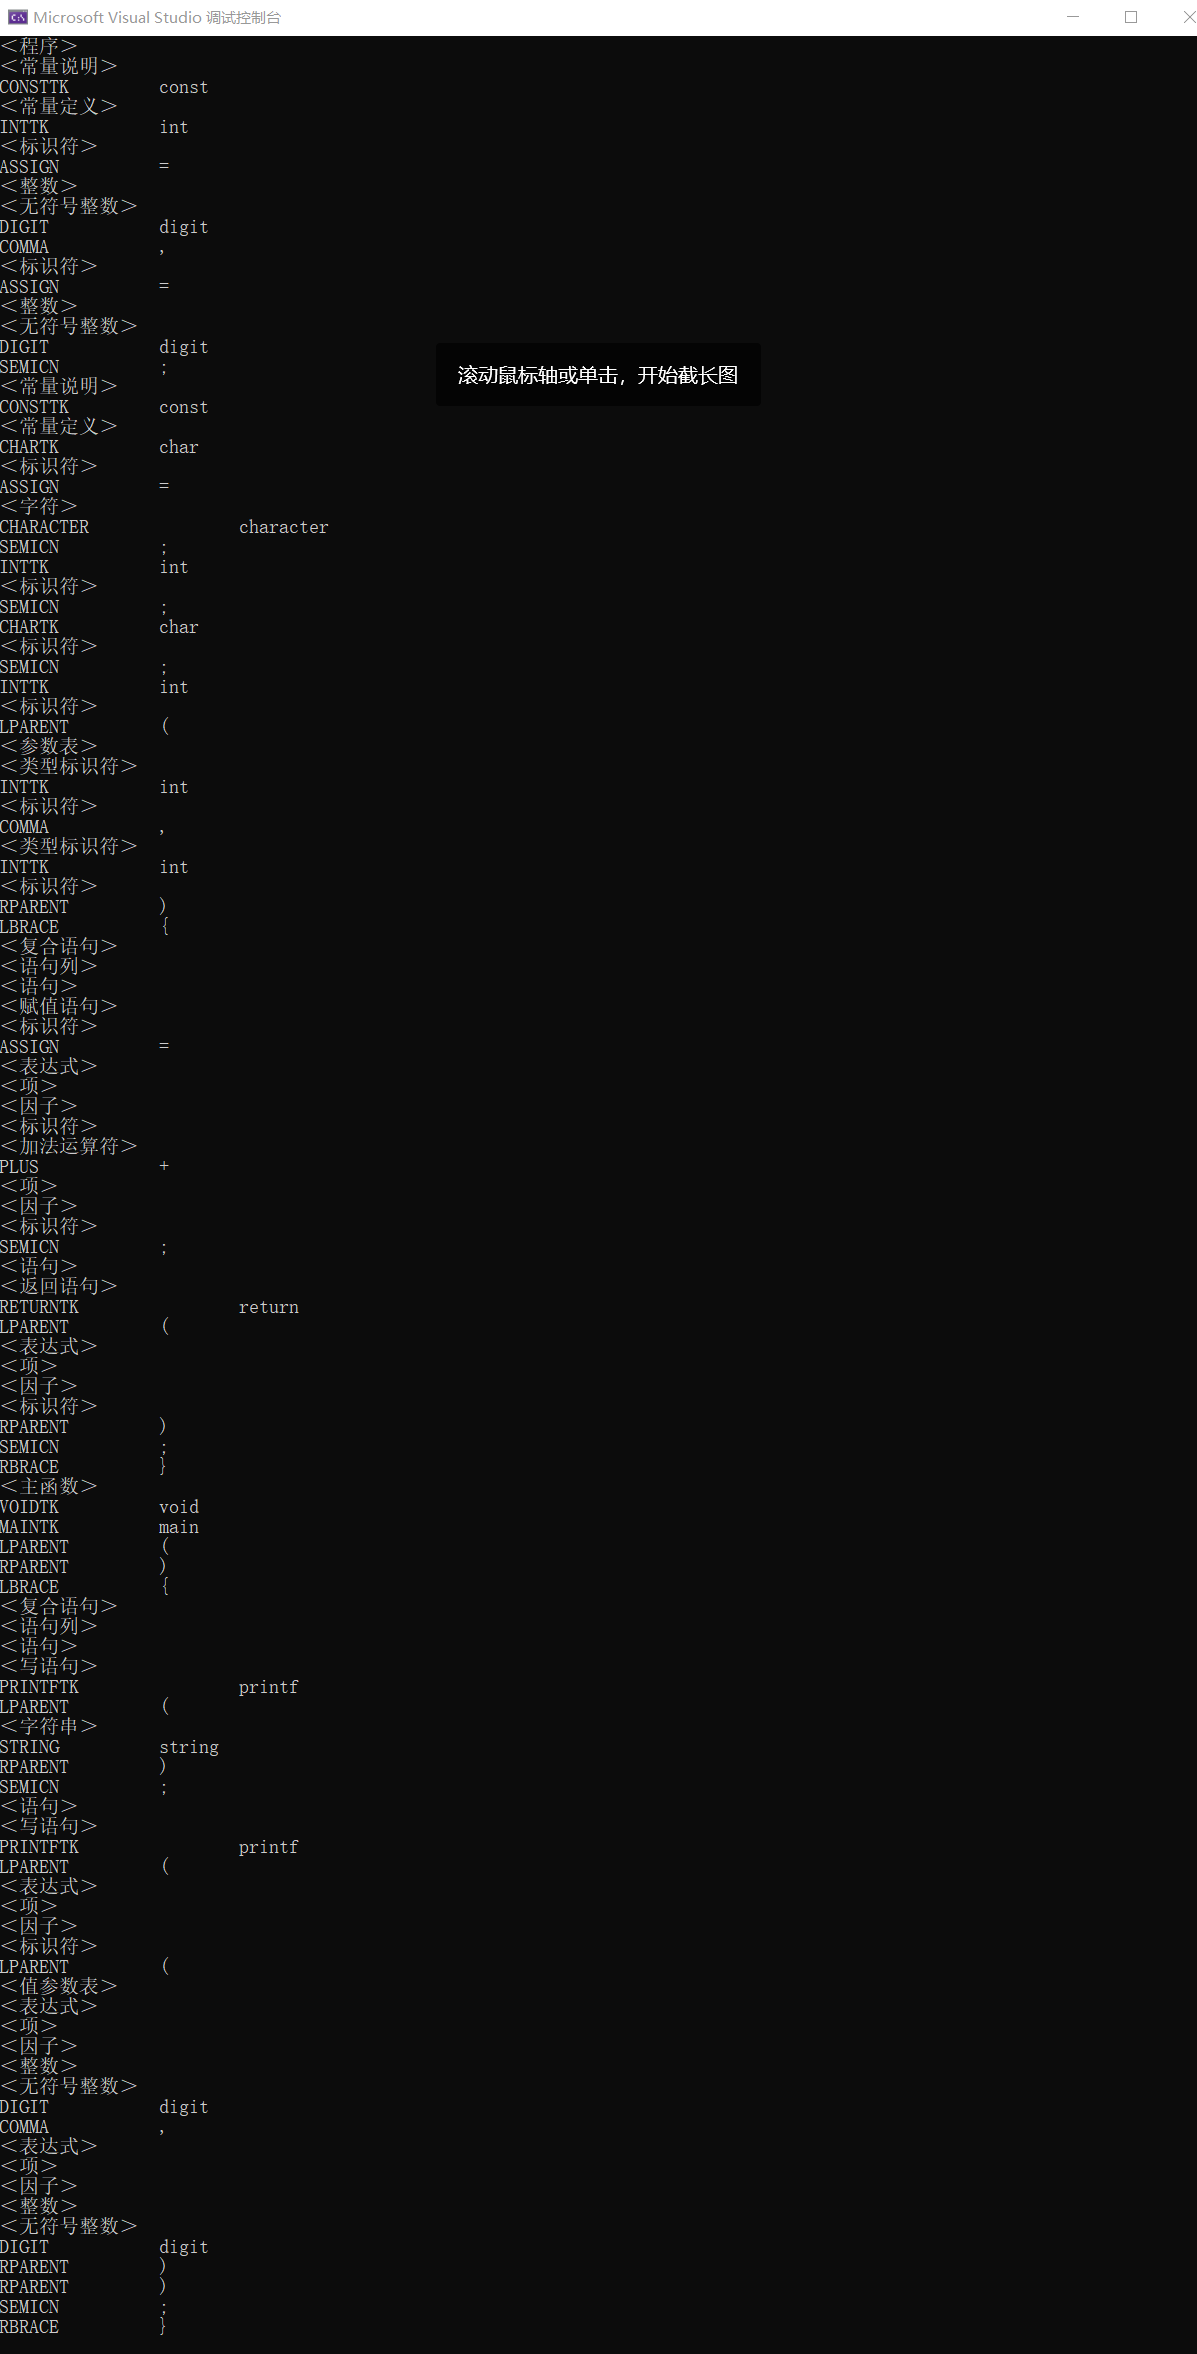 Microsoft Visual Studio 调试控制台
<程序>
<常量说明>
CONSTTK const
<常量定义>
INTTK int
<标识符>
ASSIGN =
<整数>
<无符号整数>
DIGIT digit
COMMA ,
<标识符>
ASSIGN =
<整数>
<无符号整数>
DIGIT digit
SEMICN ;
滚动鼠标轴或单击，开始截长图
<常量说明>
CONSTTK const
<常量定义>
CHARTK char
<标识符>
ASSIGN =
<字符>
CHARACTER character
SEMICN ;
INTTK int
<标识符>
SEMICN ;
CHARTK char
<标识符>
SEMICN ;
INTTK int
<标识符>
LPARENT (
<参数表>
<类型标识符>
INTTK int
<标识符>
COMMA ,
<类型标识符>
INTTK int
<标识符>
RPARENT )
LBRACE {
<复合语句>
<语句列>
<语句>
<赋值语句>
<标识符>
ASSIGN =
<表达式>
<项>
<因子>
<标识符>
<加法运算符>
PLUS +
<项>
<因子>
<标识符>
SEMICN ;
<语句>
<返回语句>
RETURNTK return
LPARENT (
<表达式>
<项>
<因子>
<标识符>
RPARENT )
SEMICN ;
RBRACE }
<主函数>
VOIDTK void
MAINTK main
LPARENT (
RPARENT )
LBRACE {
<复合语句>
<语句列>
<语句>
<写语句>
PRINTFTK printf
LPARENT (
<字符串>
STRING string
RPARENT )
SEMICN ;
<语句>
<写语句>
PRINTFTK printf
LPARENT (
<表达式>
<项>
<因子>
<标识符>
LPARENT (
<值参数表>
<表达式>
<项>
<因子>
<整数>
<无符号整数>
DIGIT digit
COMMA ,
<表达式>
<项>
<因子>
<整数>
<无符号整数>
DIGIT digit
RPARENT )
RPARENT )
SEMICN ;
RBRACE }